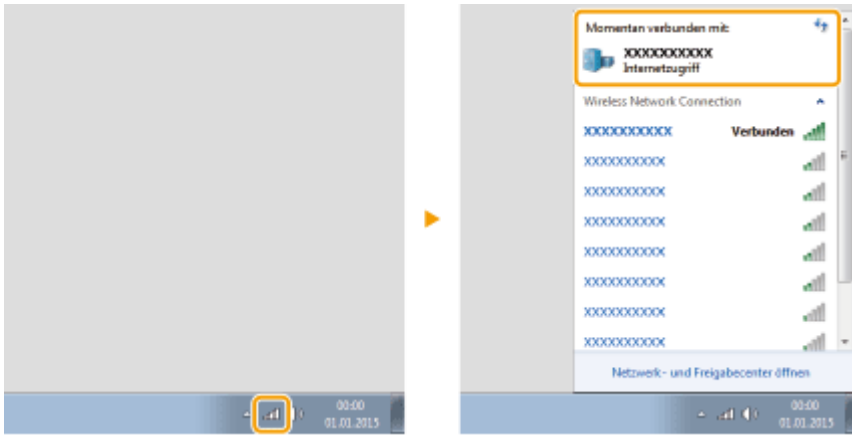 00:00
01.01.2015
Momentan verbunden mit:
XXXXXXXXXX
Internetzugriff
Wireless Network Connection
XXXXXXXXXX Verbunden
XXXXXXXXXX
XXXXXXXXXX
XXXXXXXXXX
XXXXXXXXXX
XXXXXXXXXX
XXXXXXXXXX
XXXXXXXXXX
Netzwerk- und Freigabecenter öffnen
00:00
01.01.2015